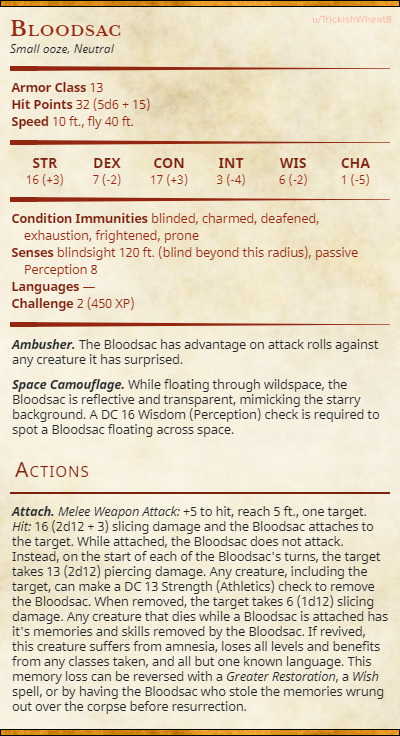 u/TrickishWheat8
Bloodsac
Small ooze, Neutral
Armor Class 13
Hit Points 32 (5d6 + 15)
Speed 10 ft., fly 40 ft.
STR DEX CON INT WIS CHA
16 (+3) 7 (-2) 17 (+3) 3 (-4) 6 (-2) 1 (-5)
Condition Immunities blinded, charmed, deafened,
exhaustion, frightened, prone
Senses blindsight 120 ft. (blind beyond this radius), passive
Perception 8
Languages —
Challenge 2 (450 XP)
Ambusher. The Bloodsac has advantage on attack rolls against
any creature it has surprised.
Space Camouflage. While floating through wildspace, the
Bloodsac is reflective and transparent, mimicking the starry
background. A DC 16 Wisdom (Perception) check is required to
spot a Bloodsac floating across space.
Actions
Attach. Melee Weapon Attack: +5 to hit, reach 5 ft., one target.
Hit: 16 (2d12 + 3) slicing damage and the Bloodsac attaches to
the target. While attached, the Bloodsac does not attack.
Instead, on the start of each of the Bloodsac's turns, the target
takes 13 (2d12) piercing damage. Any creature, including the
target, can make a DC 13 Strength (Athletics) check to remove
the Bloodsac. When removed, the target takes 6 (1d12) slicing
damage. Any creature that dies while a Bloodsac is attached has
it's memories and skills removed by the Bloodsac. If revived,
this creature suffers from amnesia, loses all levels and benefits
from any classes taken, and all but one known language. This
memory loss can be reversed with a Greater Restoration, a Wish
spell, or by having the Bloodsac who stole the memories wrung
out over the corpse before resurrection.